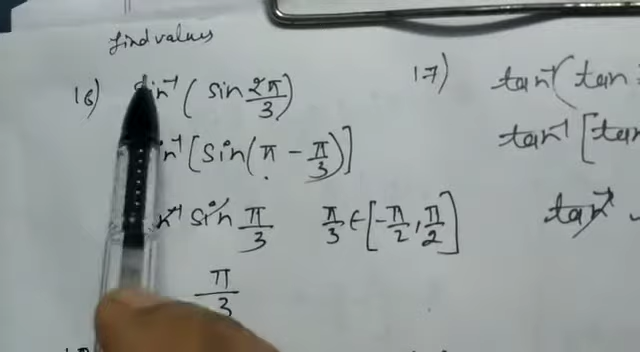 find values
16) sin⁻¹ ( sin 2π/3 )
[sin(π - π/3)]
sin π/3 π/3 ∈ [-π/2, π/2]
π/3
17) tan⁻¹ ( tan
tan⁻¹ [tan
tan⁻¹